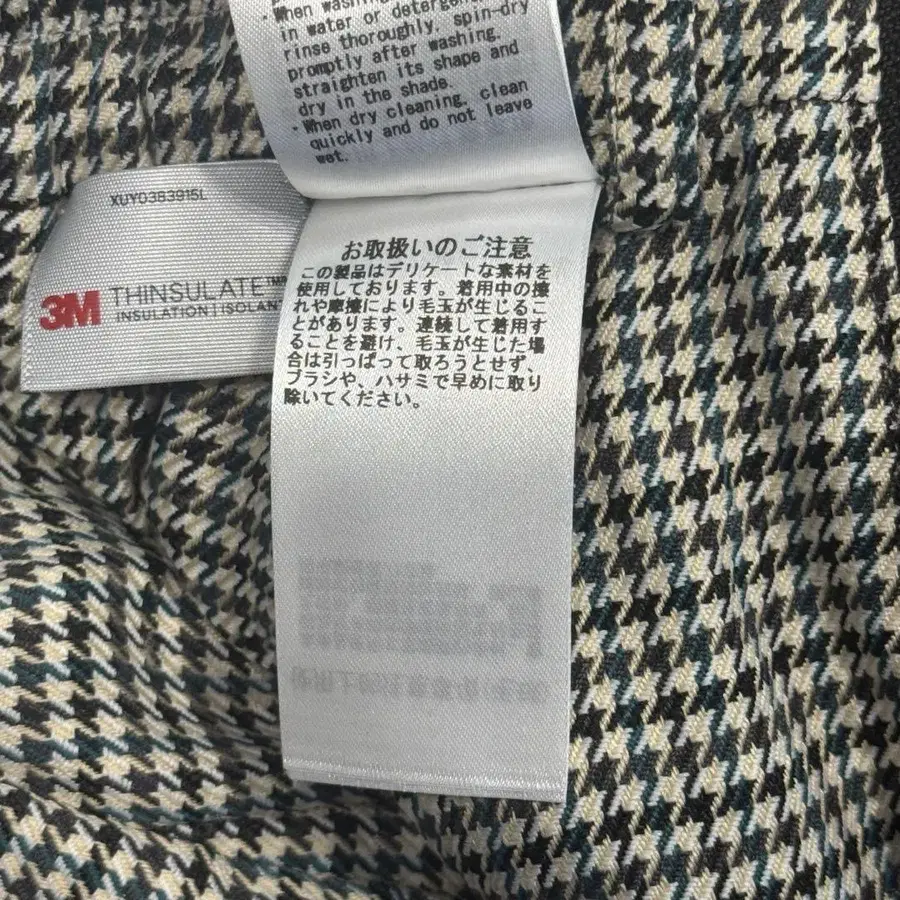 ・When washing,
in water or detergent,
rinse thoroughly, spin-dry
promptly after washing,
straighten its shape and
dry in the shade.
・When dry cleaning, clean
quickly and do not leave
wet.
XUY0383915L
3M THINSULATE™
INSULATION | ISOLANT
お取扱いのご注意
この製品はデリケートな素材を
使用しております。着用中の擦
れや摩擦により毛玉が生じるこ
とがあります。連続して着用す
ることを避け、毛玉が生じた場
合は引っぱって取ろうとせず、
ブラシや、ハサミで早めに取り
除いてください。